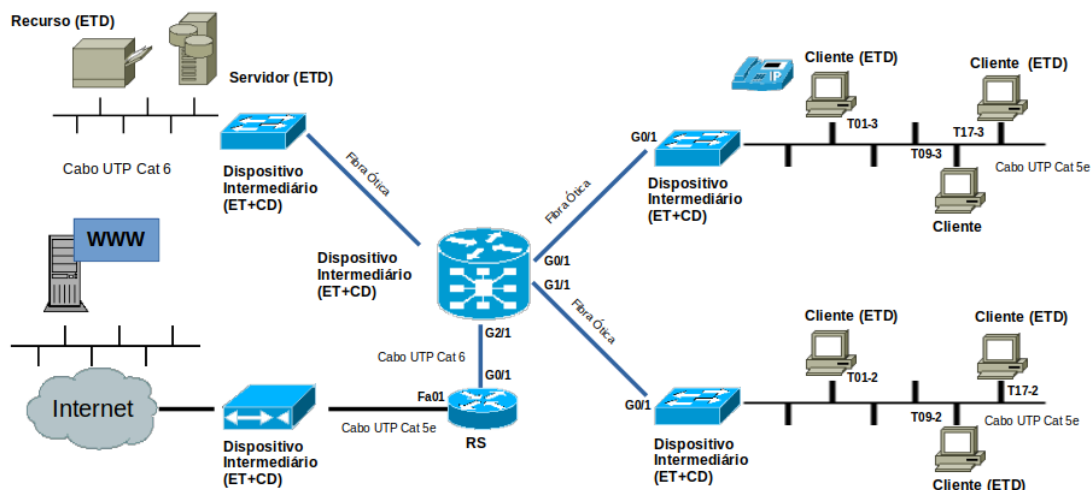 Recurso (ETD)
Servidor (ETD)
Cabo UTP Cat 6
Dispositivo
Intermediário
(ET+CD)
Fibra Ótica
WWW
Internet
Dispositivo
Intermediário
(ET+CD)
Dispositivo
Intermediário
(ET+CD)
Cabo UTP Cat 5e
Fa01
RS
G0/1
Cabo UTP Cat 6
G2/1
G0/1
G1/1
Fibra Ótica
Fibra Ótica
G0/1
Dispositivo
Intermediário
(ET+CD)
IP
Cliente (ETD)
T01-3
Cliente (ETD)
T17-3
T09-3
Cabo UTP Cat 5e
Cliente
G0/1
Dispositivo
Intermediário
(ET+CD)
Cliente (ETD)
T01-2
Cliente (ETD)
T17-2
T09-2
Cabo UTP Cat 5e
Cliente (ETD)